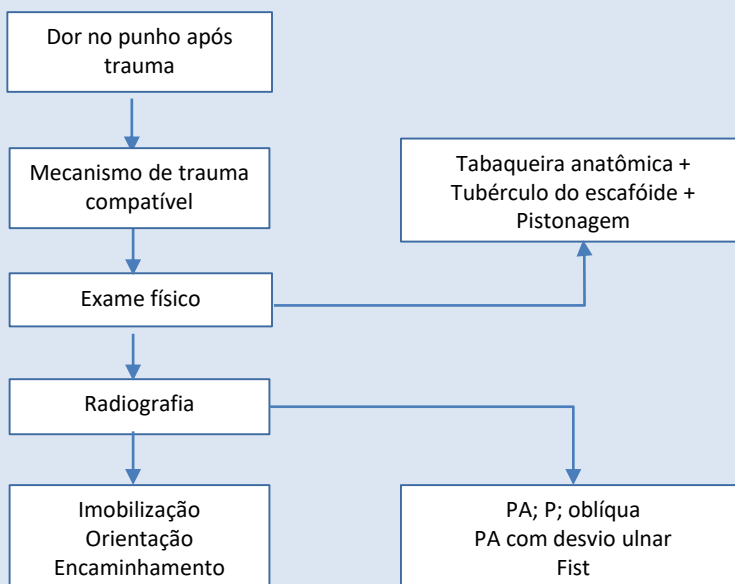 Dor no punho após
trauma
Mecanismo de trauma
compatível
Tabaqueira anatômica +
Tubérculo do escafóide +
Pistonagem
Exame físico
Radiografia
Imobilização
Orientação
Encaminhamento
PA; P; oblíqua
PA com desvio ulnar
Fist